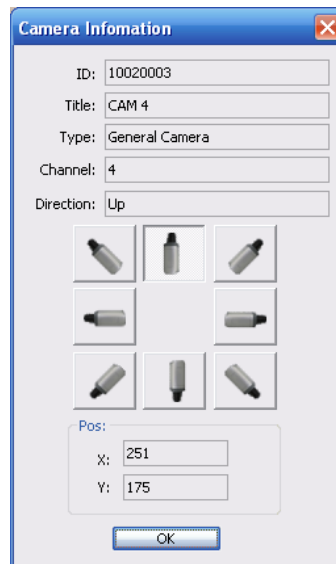 Camera Infomation
ID: 10020003
Title: CAM 4
Type: General Camera
Channel: 4
Direction: Up
Pos:
X: 251
Y: 175
OK